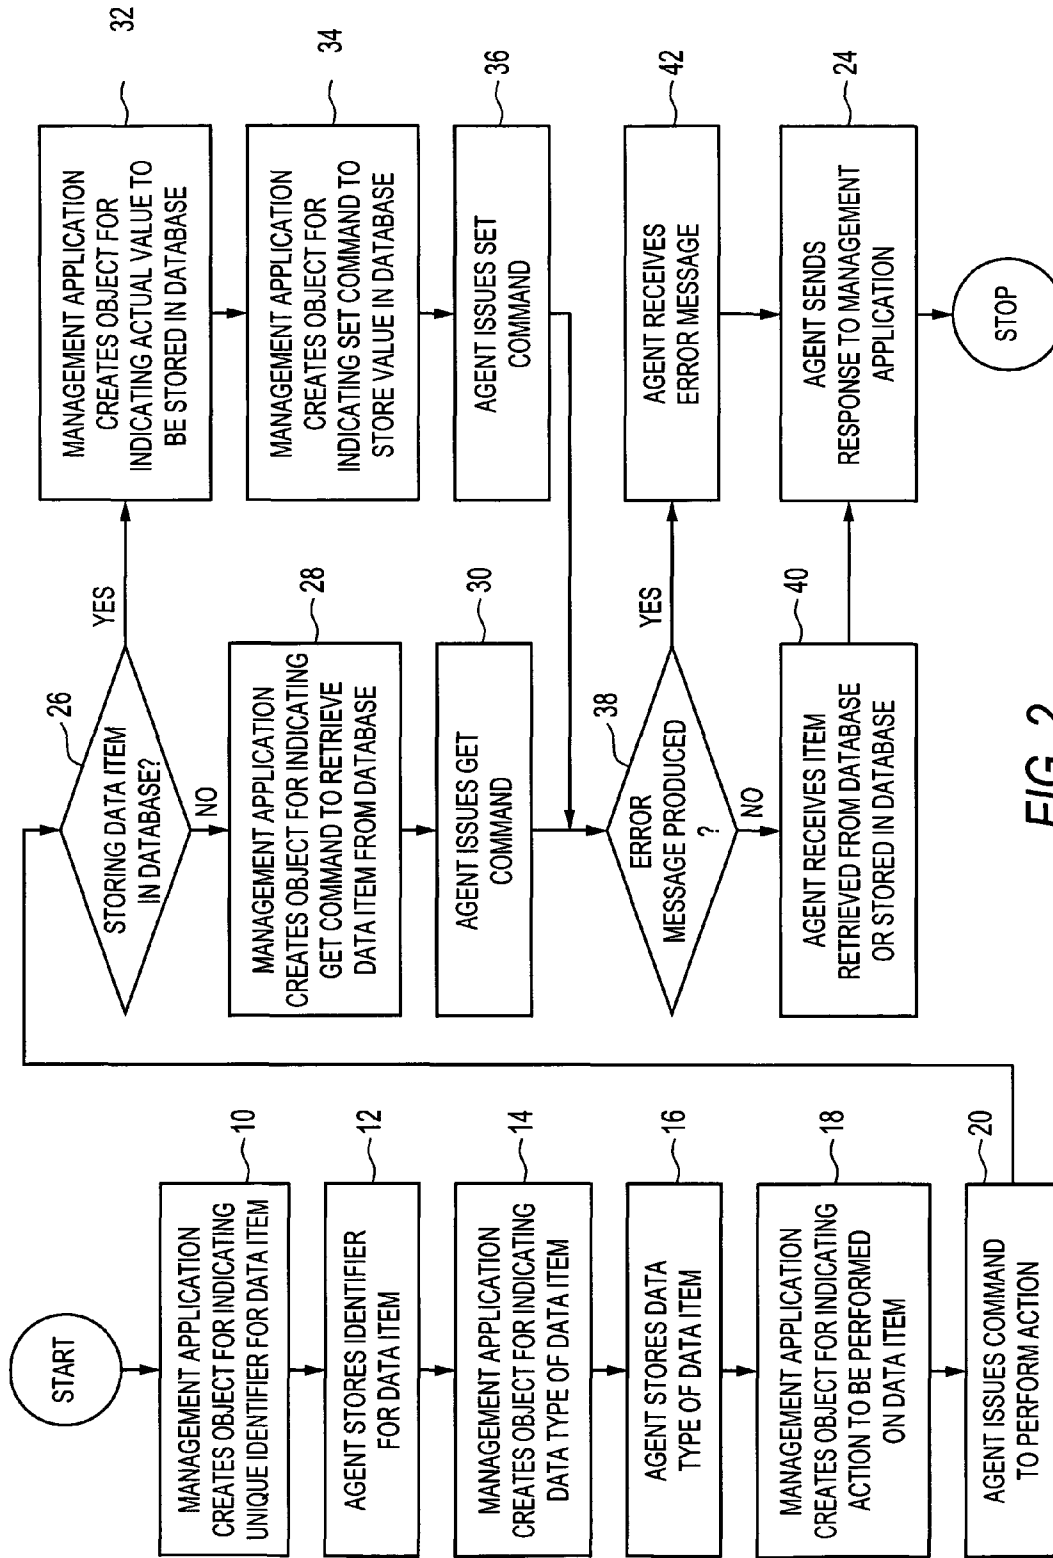 START
MANAGEMENT APPLICATION
CREATES OBJECT FOR INDICATING
UNIQUE IDENTIFIER FOR DATA ITEM
10
AGENT STORES IDENTIFIER
FOR DATA ITEM
12
MANAGEMENT APPLICATION
CREATES OBJECT FOR INDICATING
DATA TYPE OF DATA ITEM
14
AGENT STORES DATA
TYPE OF DATA ITEM
16
MANAGEMENT APPLICATION
CREATES OBJECT FOR INDICATING
ACTION TO BE PERFORMED
ON DATA ITEM
18
AGENT ISSUES COMMAND
TO PERFORM ACTION
20
STORING DATA ITEM
IN DATABASE?
26
YES
NO
MANAGEMENT APPLICATION
CREATES OBJECT FOR INDICATING
GET COMMAND TO RETRIEVE
DATA ITEM FROM DATABASE
28
AGENT ISSUES GET
COMMAND
30
MANAGEMENT APPLICATION
CREATES OBJECT FOR
INDICATING ACTUAL VALUE TO
BE STORED IN DATABASE
32
MANAGEMENT APPLICATION
CREATES OBJECT FOR
INDICATING SET COMMAND TO
STORE VALUE IN DATABASE
34
AGENT ISSUES SET
COMMAND
36
ERROR
MESSAGE PRODUCED
?
38
YES
NO
AGENT RECEIVES ITEM
RETRIEVED FROM DATABASE
OR STORED IN DATABASE
40
AGENT RECEIVES
ERROR MESSAGE
42
AGENT SENDS
RESPONSE TO MANAGEMENT
APPLICATION
24
STOP
FIG. 2